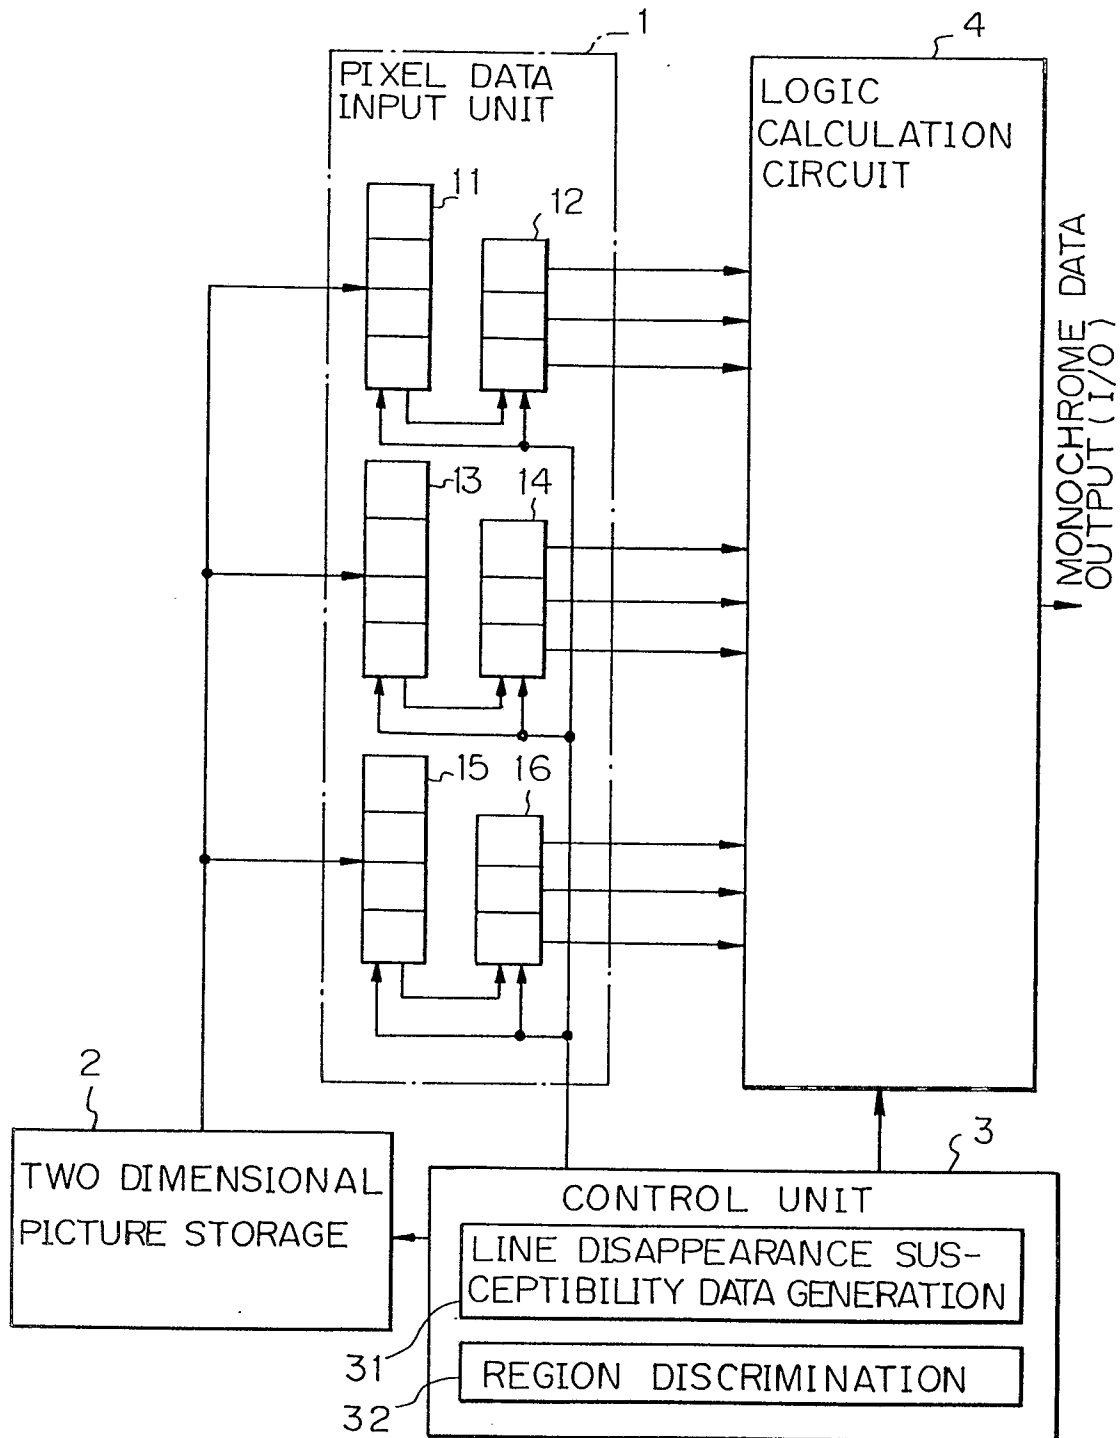 1
4
PIXEL DATA
INPUT UNIT
LOGIC
CALCULATION
CIRCUIT
11
12
MONOCHROME DATA
OUTPUT (I/O)
13
14
15
16
2
TWO DIMENSIONAL
PICTURE STORAGE
3
CONTROL UNIT
LINE DISAPPEARANCE SUS-
CEPTIBILITY DATA GENERATION
31
REGION DISCRIMINATION
32